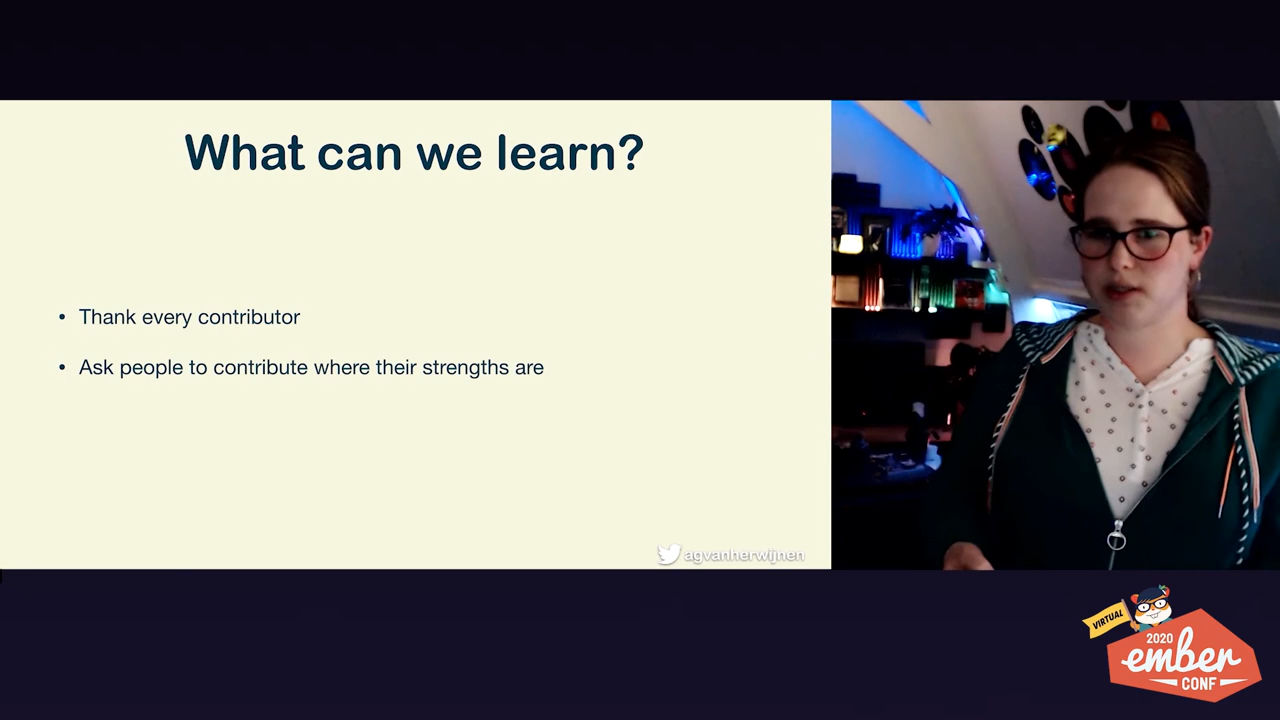 What can we learn?
• Thank every contributor
• Ask people to contribute where their strengths are
agvanherwijnen
VIRTUAL
2020
ember
CONF